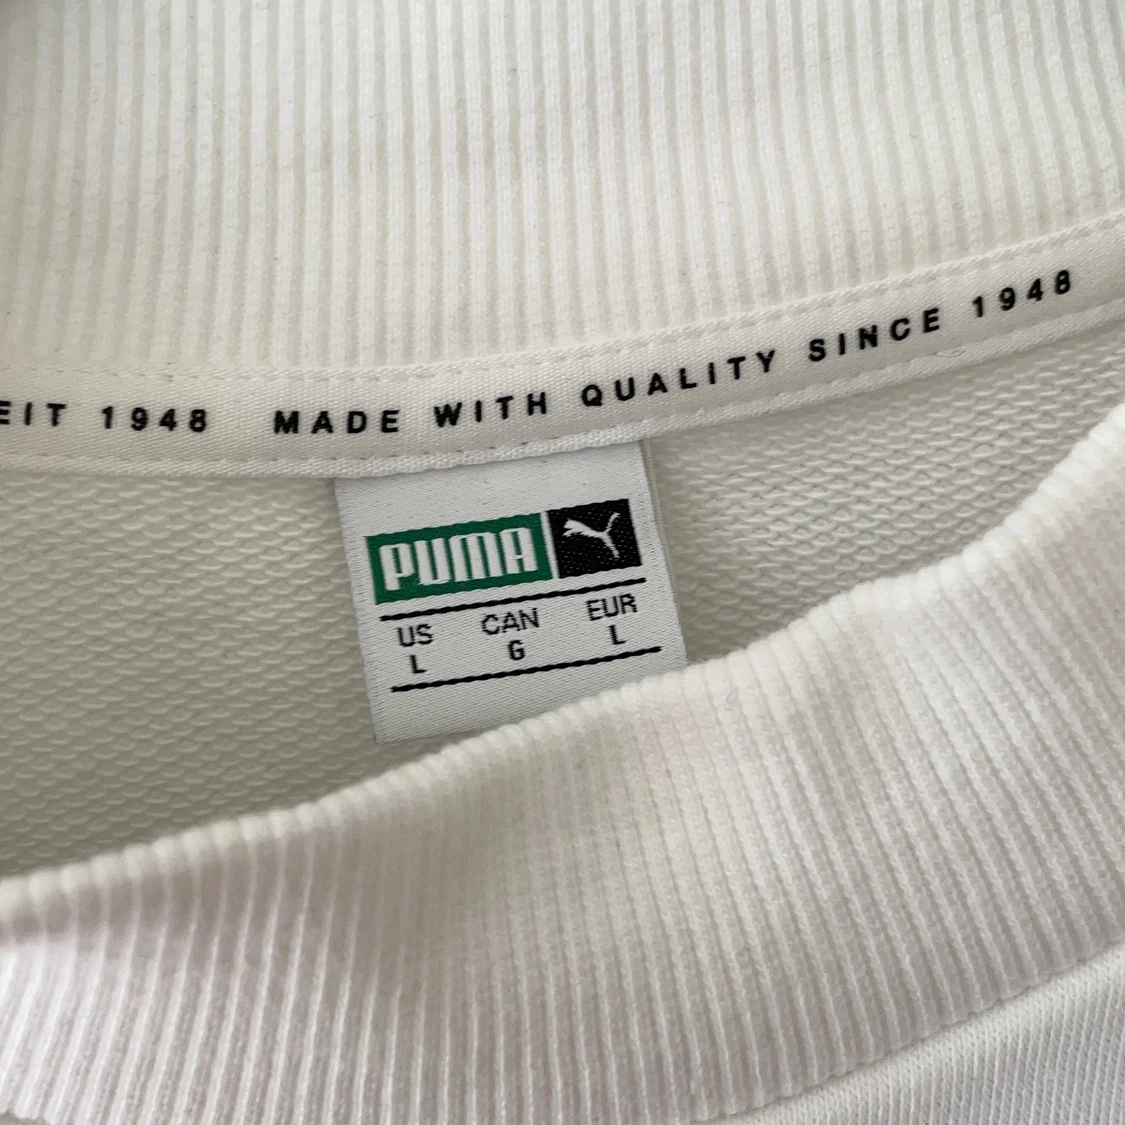 EIT 1948 MADE WITH QUALITY SINCE 1948
PUMA
US CAN EUR
L G L